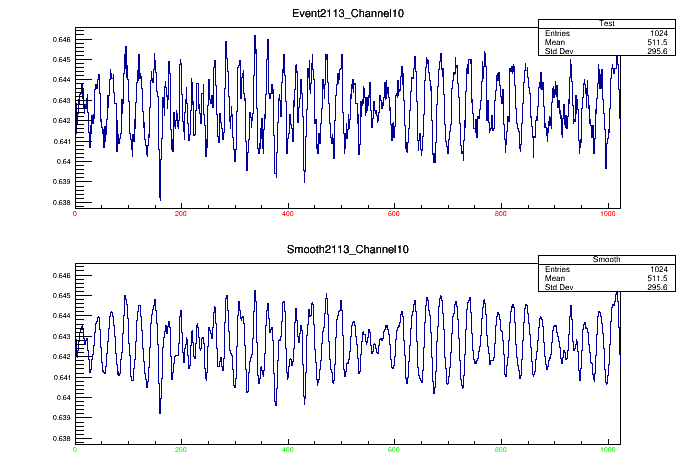 Event2113_Channel10
Test
Entries 1024
Mean 511.5
Std Dev 295.6
0.646
0.645
0.644
0.643
0.642
0.641
0.64
0.639
0.638
0 200 400 600 800 1000
Smooth2113_Channel10
Smooth
Entries 1024
Mean 511.5
Std Dev 295.6
0.646
0.645
0.644
0.643
0.642
0.641
0.64
0.639
0.638
0 200 400 600 800 1000